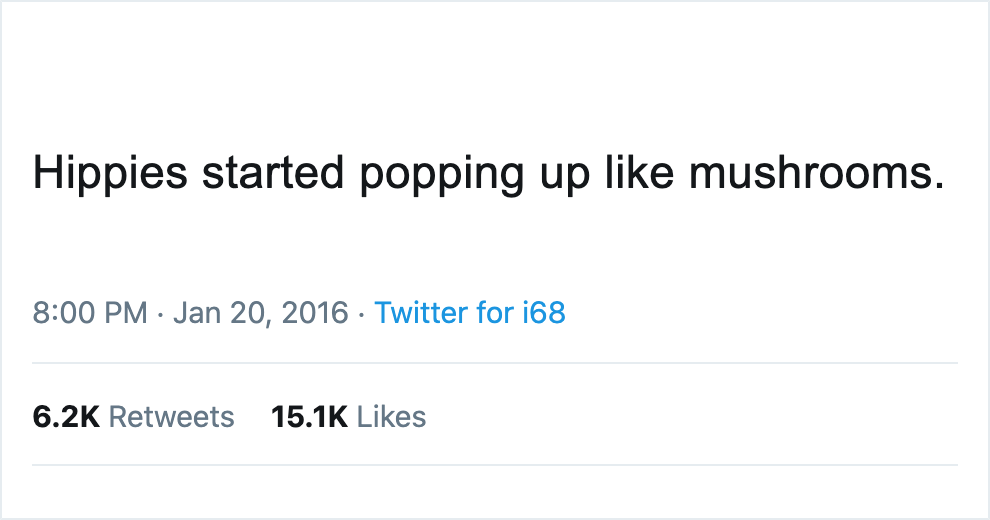 Hippies started popping up like mushrooms.
8:00 PM · Jan 20, 2016 · Twitter for i68
6.2K Retweets 15.1K Likes